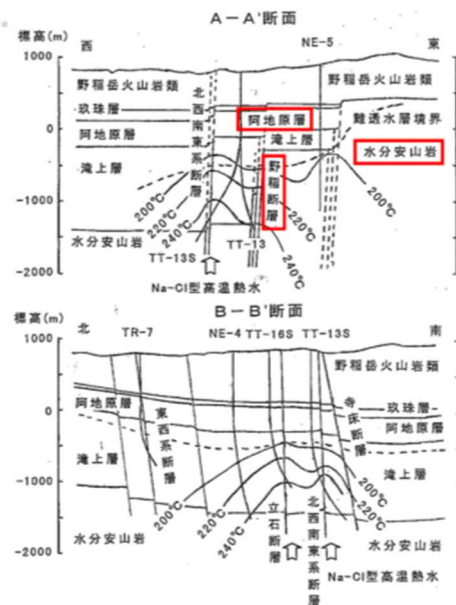 A－A'断面
標高(m)
西
NE-5
東
1000
野稲岳火山岩類
北西南東系断層
野稲岳火山岩類
玖珠層
阿地原層
難透水層境界
0
阿地原層
滝上層
水分安山岩
滝上層
野稲断層
200℃
-1000
200℃
220℃
240℃
220℃
水分安山岩
TT-13S
TT-13
240℃
-2000
Na-Cl型高温熱水
B－B'断面
標高(m)
北
TR-7
NE-4
TT-16S
TT-13S
南
1000
野稲岳火山岩類
阿地原層
0
東西系断層
寺床断層
玖珠層
阿地原層
滝上層
滝上層
-1000
200℃
220℃
240℃
200℃
220℃
水分安山岩
立石断層
北西南東系断層
水分安山岩
-2000
Na-Cl型高温熱水